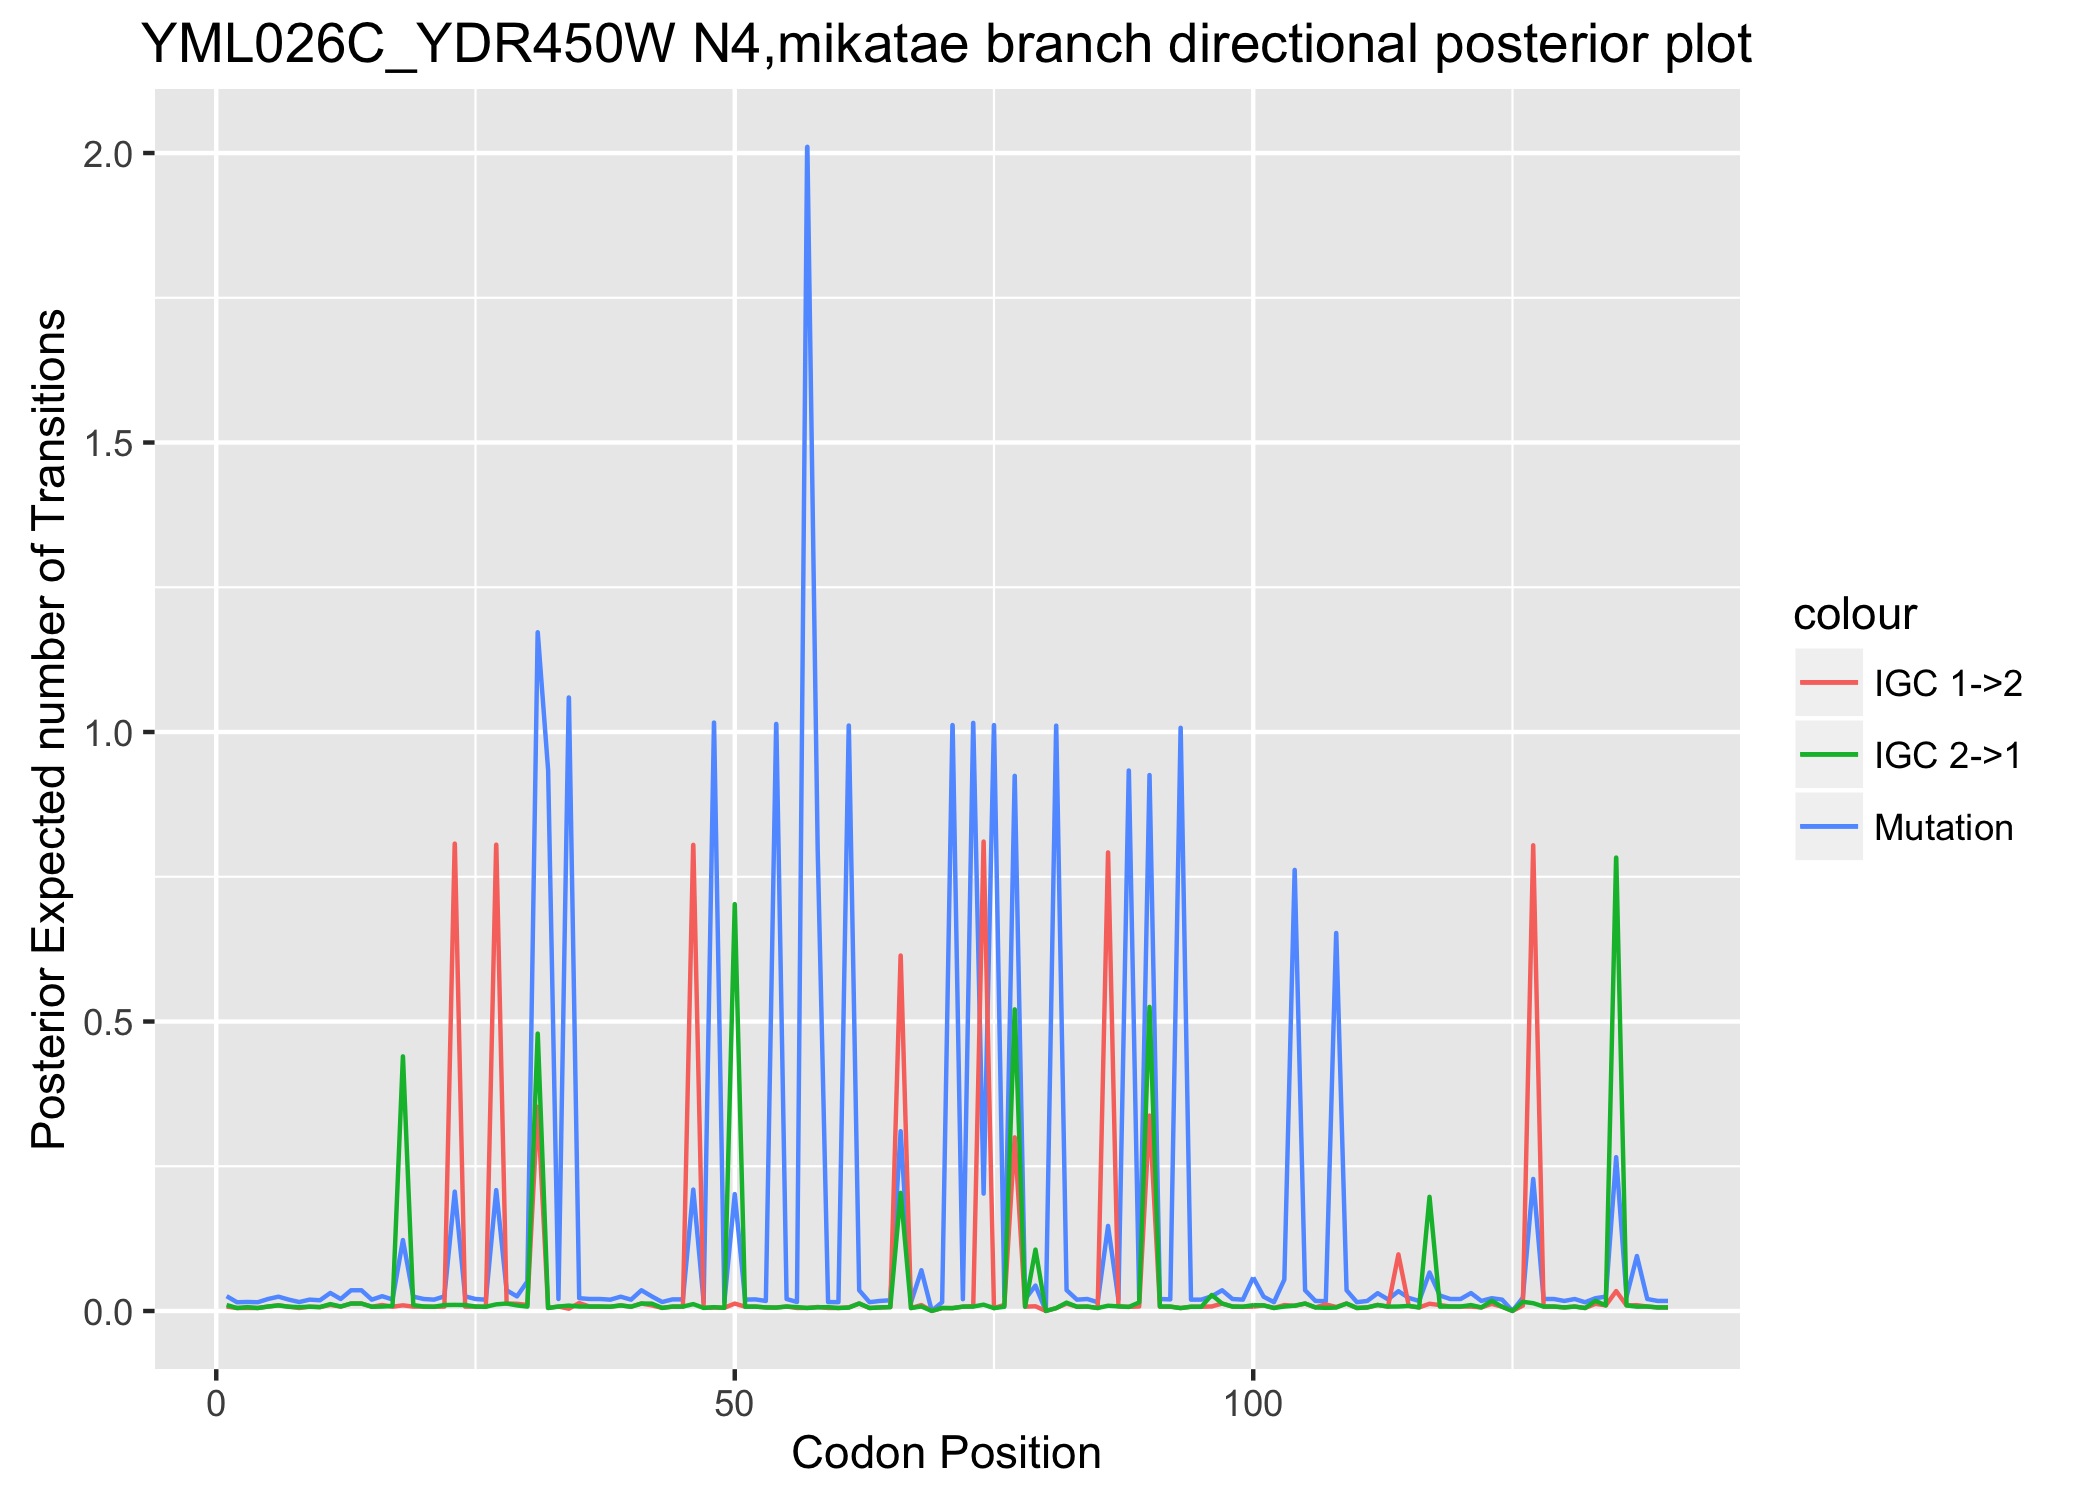 YML026C_YDR450W N4,mikatae branch directional posterior plot
Posterior Expected number of Transitions
2.0
1.5
1.0
0.5
0.0
0
50
100
Codon Position
colour
IGC 1->2
IGC 2->1
Mutation